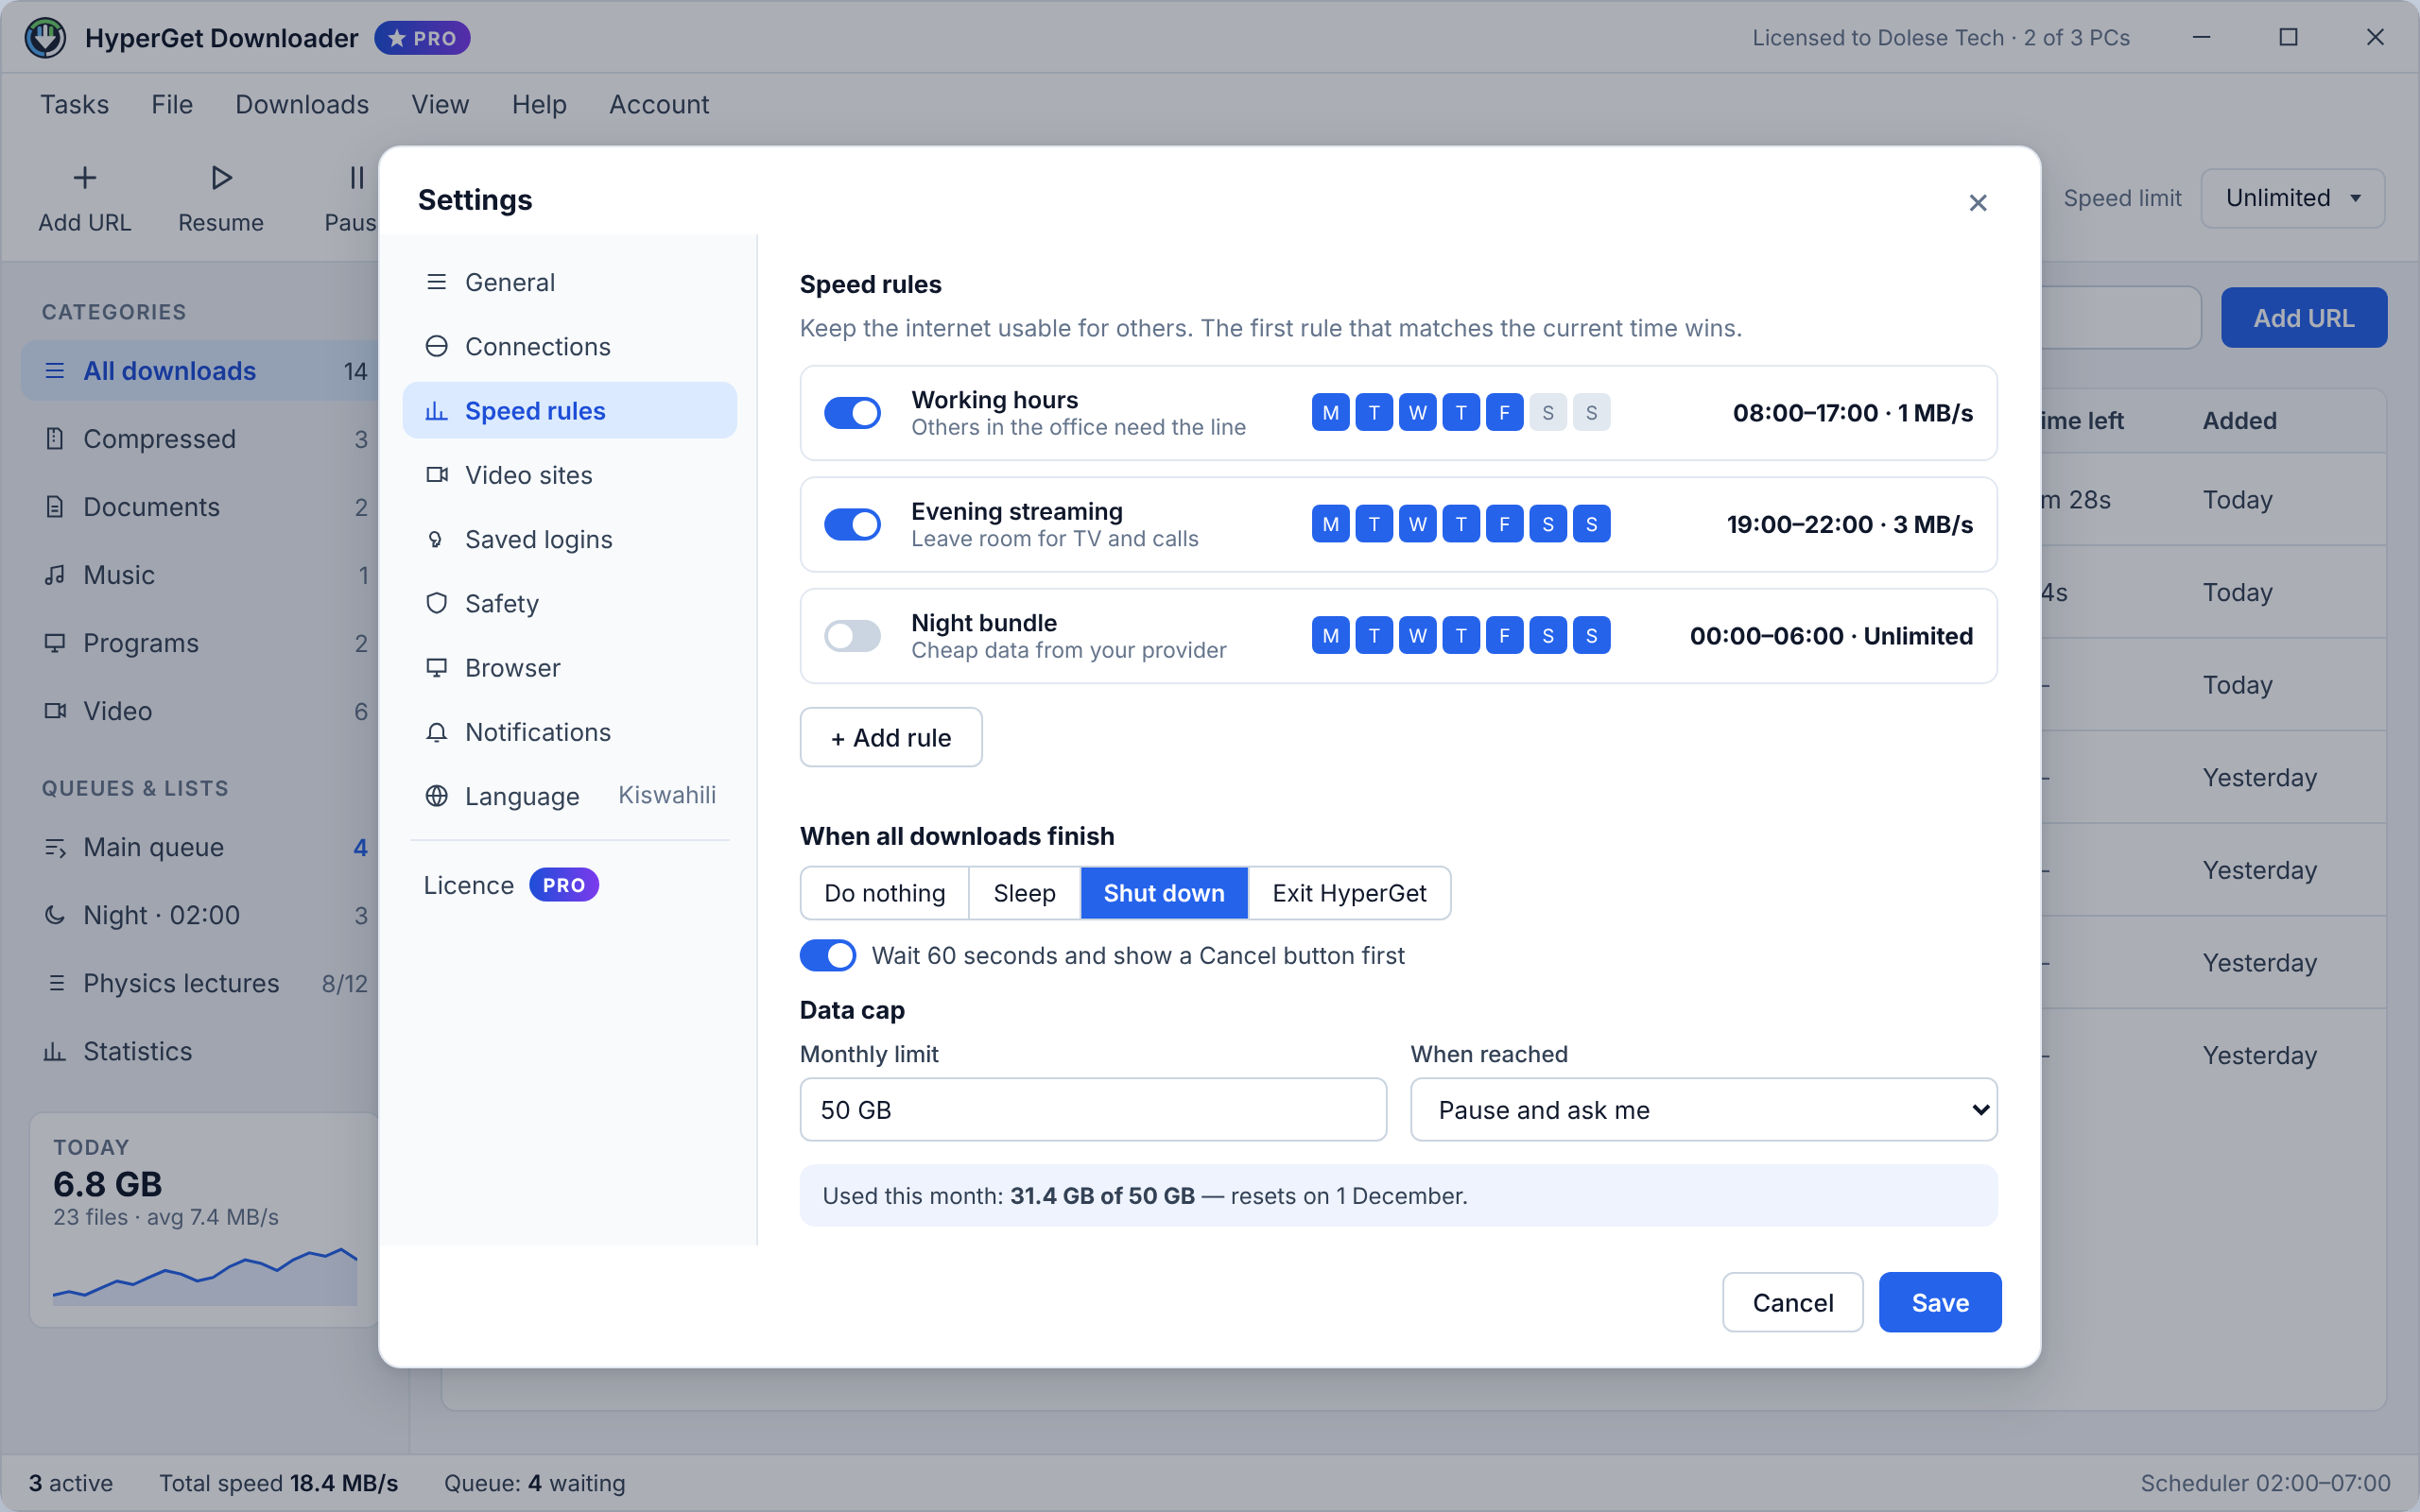 HyperGet Downloader
PRO
Licensed to Dolese Tech · 2 of 3 PCs
Tasks File Downloads View Help Account
Add URL
Resume
Paus
Speed limit
Unlimited
CATEGORIES
All downloads 14
Compressed 3
Documents 2
Music 1
Programs 2
Video 6
QUEUES & LISTS
Main queue 4
Night · 02:00 3
Physics lectures 8/12
Statistics
TODAY
6.8 GB
23 files · avg 7.4 MB/s
Settings
General
Connections
Speed rules
Video sites
Saved logins
Safety
Browser
Notifications
Language Kiswahili
Licence PRO
Speed rules
Keep the internet usable for others. The first rule that matches the current time wins.
Working hours
Others in the office need the line
M T W T F S S
08:00–17:00 · 1 MB/s
Evening streaming
Leave room for TV and calls
M T W T F S S
19:00–22:00 · 3 MB/s
Night bundle
Cheap data from your provider
M T W T F S S
00:00–06:00 · Unlimited
+ Add rule
When all downloads finish
Do nothing Sleep Shut down Exit HyperGet
Wait 60 seconds and show a Cancel button first
Data cap
Monthly limit
50 GB
When reached
Pause and ask me
Used this month: 31.4 GB of 50 GB — resets on 1 December.
Cancel
Save
Add URL
ime left Added
m 28s Today
4s Today
Today
Yesterday
Yesterday
Yesterday
Yesterday
3 active Total speed 18.4 MB/s Queue: 4 waiting
Scheduler 02:00–07:00